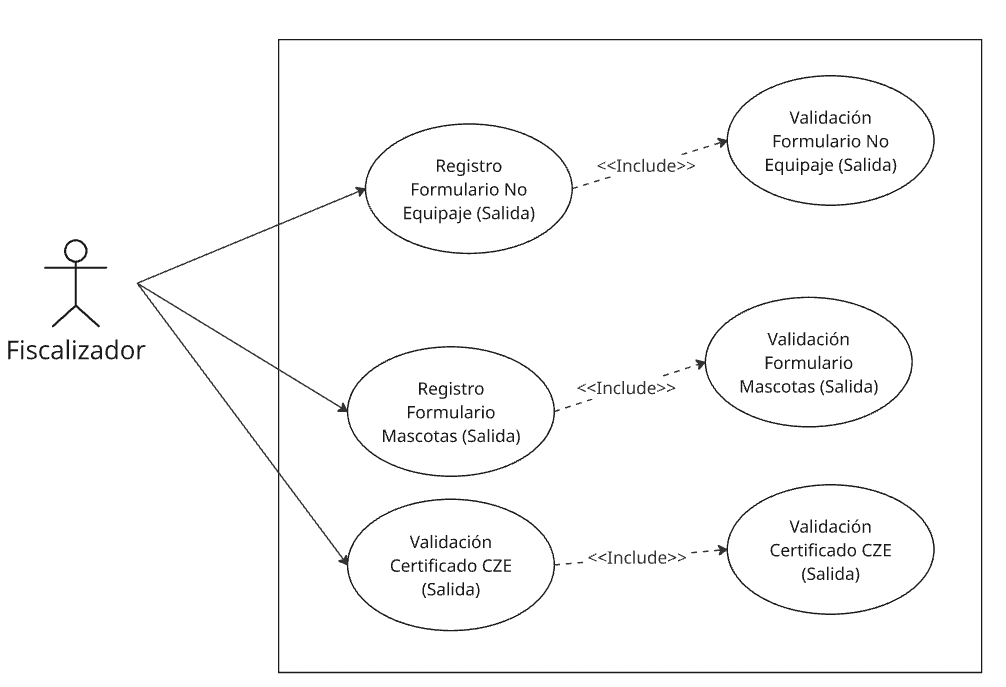 Validación
Formulario No
Equipaje (Salida)
Registro
Formulario No
Equipaje (Salida)
<<Include>>
Fiscalizador
Validación
Formulario
Mascotas (Salida)
Registro
Formulario
Mascotas (Salida)
<<Include>>
Validación
Certificado CZE
(Salida)
<<Include>>
Validación
Certificado CZE
(Salida)